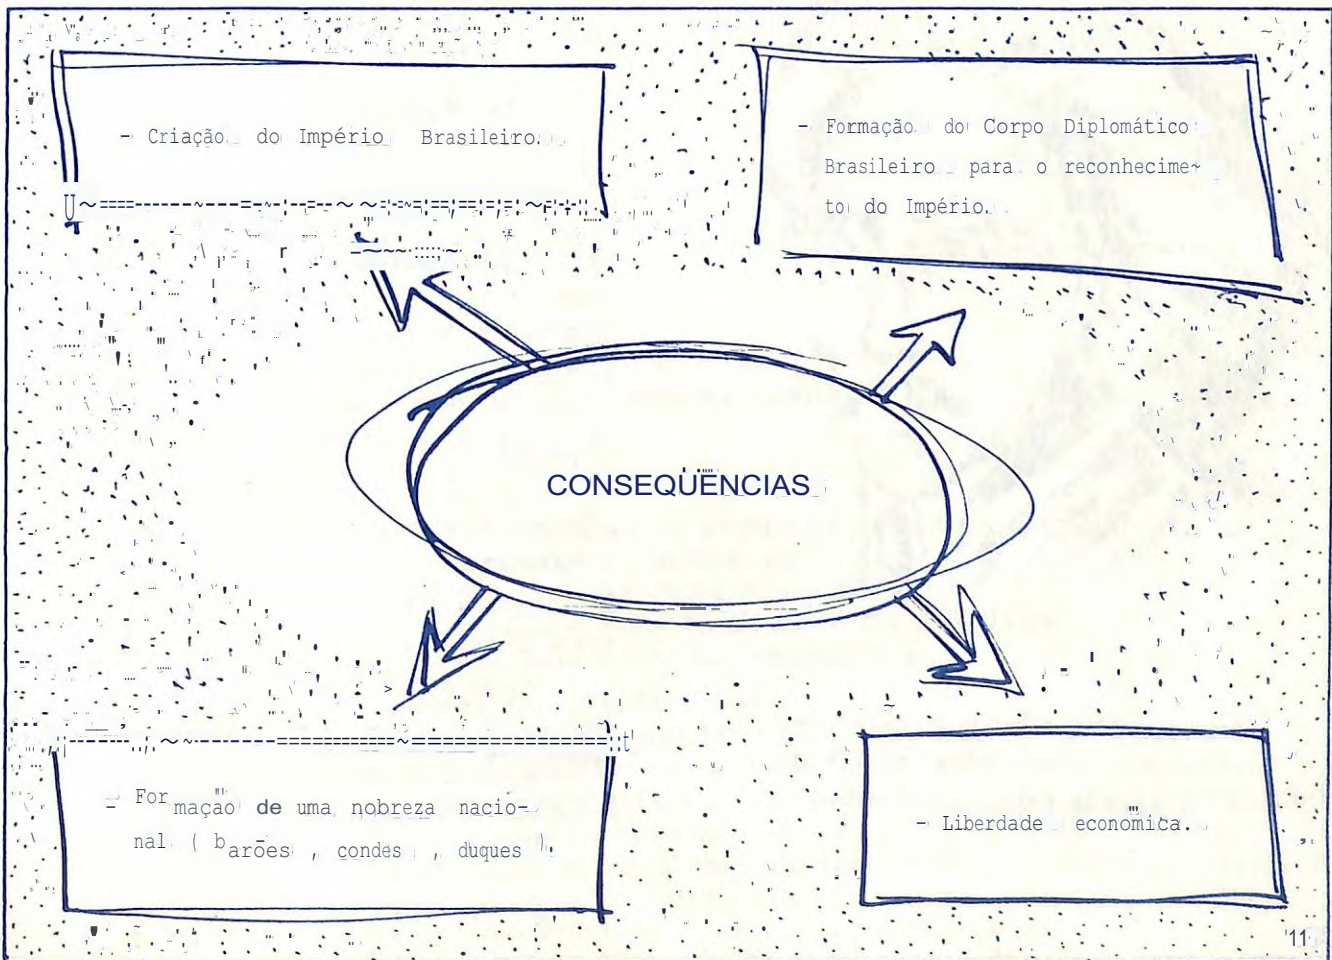 - Criação do Império Brasileiro.
- Formação do Corpo Diplomático
Brasileiro para o reconhecime~
to do Império.
CONSEQÜÊNCIAS
- Formação de uma nobreza nacio-
nal ( barões , condes , duques ).
- Liberdade econômica.
11